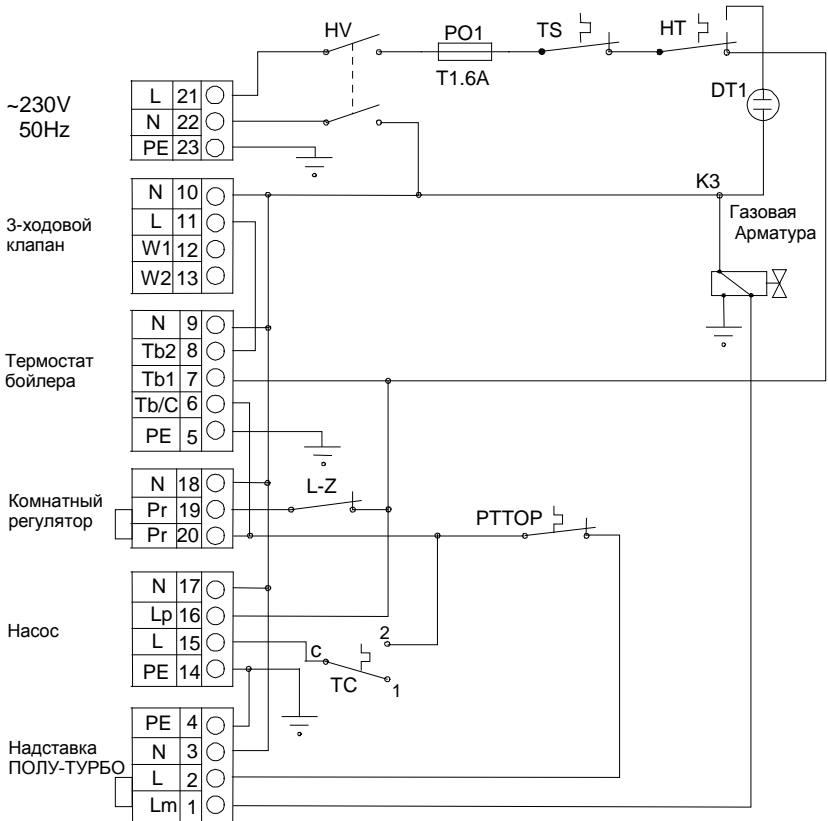 HV
PO1
TS
HT
T1.6A
DT1
~230V
50Hz
L 21
N 22
PE 23
K3
Газовая
Арматура
3-ходовой
клапан
N 10
L 11
W1 12
W2 13
Термостат
бойлера
N 9
Tb2 8
Tb1 7
Tb/C 6
PE 5
Комнатный
регулятор
N 18
Pr 19
Pr 20
L-Z
PTTOP
Насос
N 17
Lp 16
L 15
PE 14
2
c
TC
1
Надставка
ПОЛУ-ТУРБО
PE 4
N 3
L 2
Lm 1